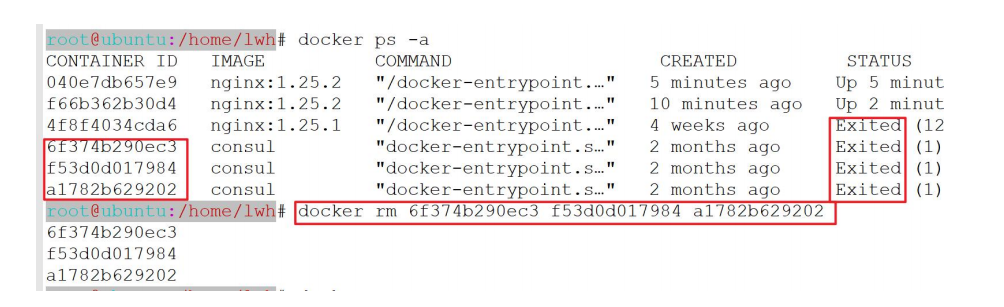 root@ubuntu:/home/lwh# docker ps -a
CONTAINER ID IMAGE COMMAND CREATED STATUS
040e7db657e9 nginx:1.25.2 "/docker-entrypoint.…" 5 minutes ago Up 5 minut
f66b362b30d4 nginx:1.25.2 "/docker-entrypoint.…" 10 minutes ago Up 2 minut
4f8f4034cda6 nginx:1.25.1 "/docker-entrypoint.…" 4 weeks ago Exited (12
6f374b290ec3 consul "docker-entrypoint.s…" 2 months ago Exited (1)
f53d0d017984 consul "docker-entrypoint.s…" 2 months ago Exited (1)
a1782b629202 consul "docker-entrypoint.s…" 2 months ago Exited (1)
root@ubuntu:/home/lwh# docker rm 6f374b290ec3 f53d0d017984 a1782b629202
6f374b290ec3
f53d0d017984
a1782b629202